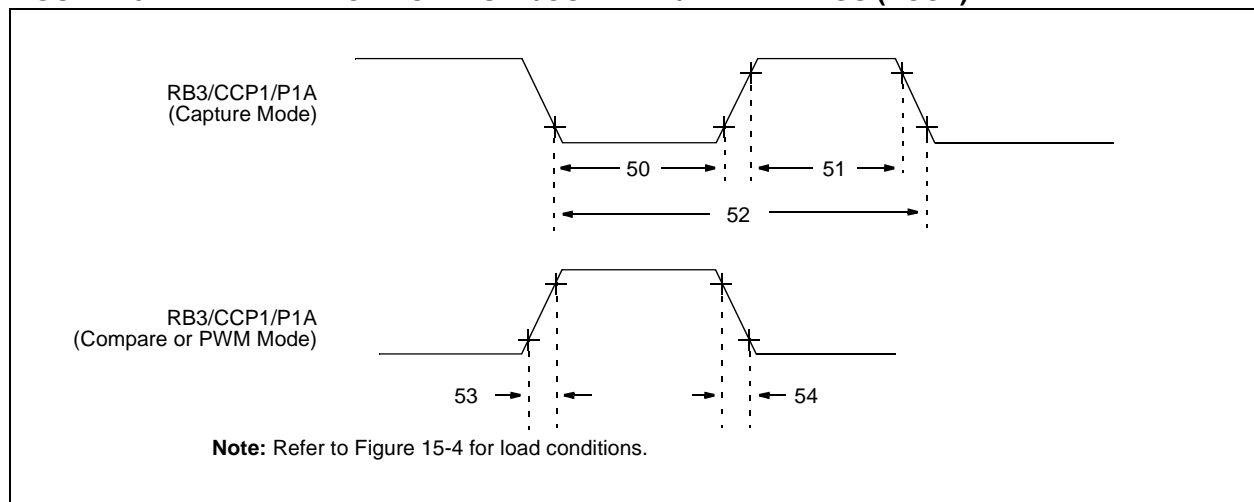 RB3/CCP1/P1A
(Capture Mode)
50
51
52
RB3/CCP1/P1A
(Compare or PWM Mode)
53
54
Note: Refer to Figure 15-4 for load conditions.